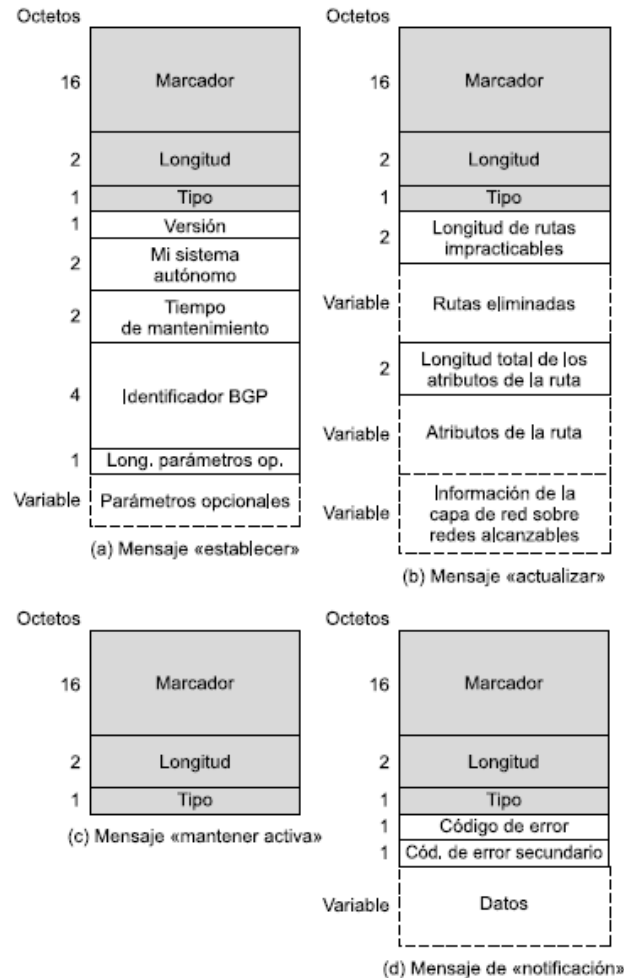 Octetos
16
Marcador
2
Longitud
1
Tipo
1
Versión
2
Mi sistema
autónomo
2
Tiempo
de mantenimiento
4
Identificador BGP
1
Long. parámetros op.
Variable
Parámetros opcionales
(a) Mensaje «establecer»
Octetos
16
Marcador
2
Longitud
1
Tipo
2
Longitud de rutas
impracticables
Variable
Rutas eliminadas
2
Longitud total de los
atributos de la ruta
Variable
Atributos de la ruta
Variable
Información de la
capa de red sobre
redes alcanzables
(b) Mensaje «actualizar»
Octetos
16
Marcador
2
Longitud
1
Tipo
(c) Mensaje «mantener activa»
Octetos
16
Marcador
2
Longitud
1
Tipo
1
Código de error
1
Cód. de error secundario
Variable
Datos
(d) Mensaje de «notificación»